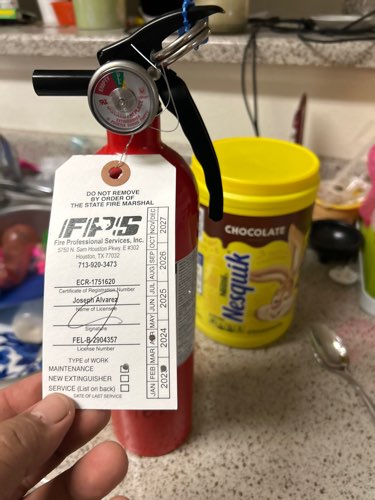 DO NOT REMOVE
BY ORDER OF
THE STATE FIRE MARSHAL
FPS
Fire Professional Services, Inc.
5750 N. Sam Houston Pkwy. E #302
Houston, TX 77032
713-920-3473
ECR-1751620
Certificate of Registration Number
Joseph Alvarez
Name of Licensee
Signature
FEL-B-2904357
License Number
TYPE OF WORK
MAINTENANCE
NEW EXTINGUISHER
SERVICE (List on back)
DATE OF LAST SERVICE
JAN FEB MAR APR MAY JUN JUL AUG SEP OCT NOV DEC
2024 2025 2026 2027
CHOCOLATE
Nestlé
Nesquik